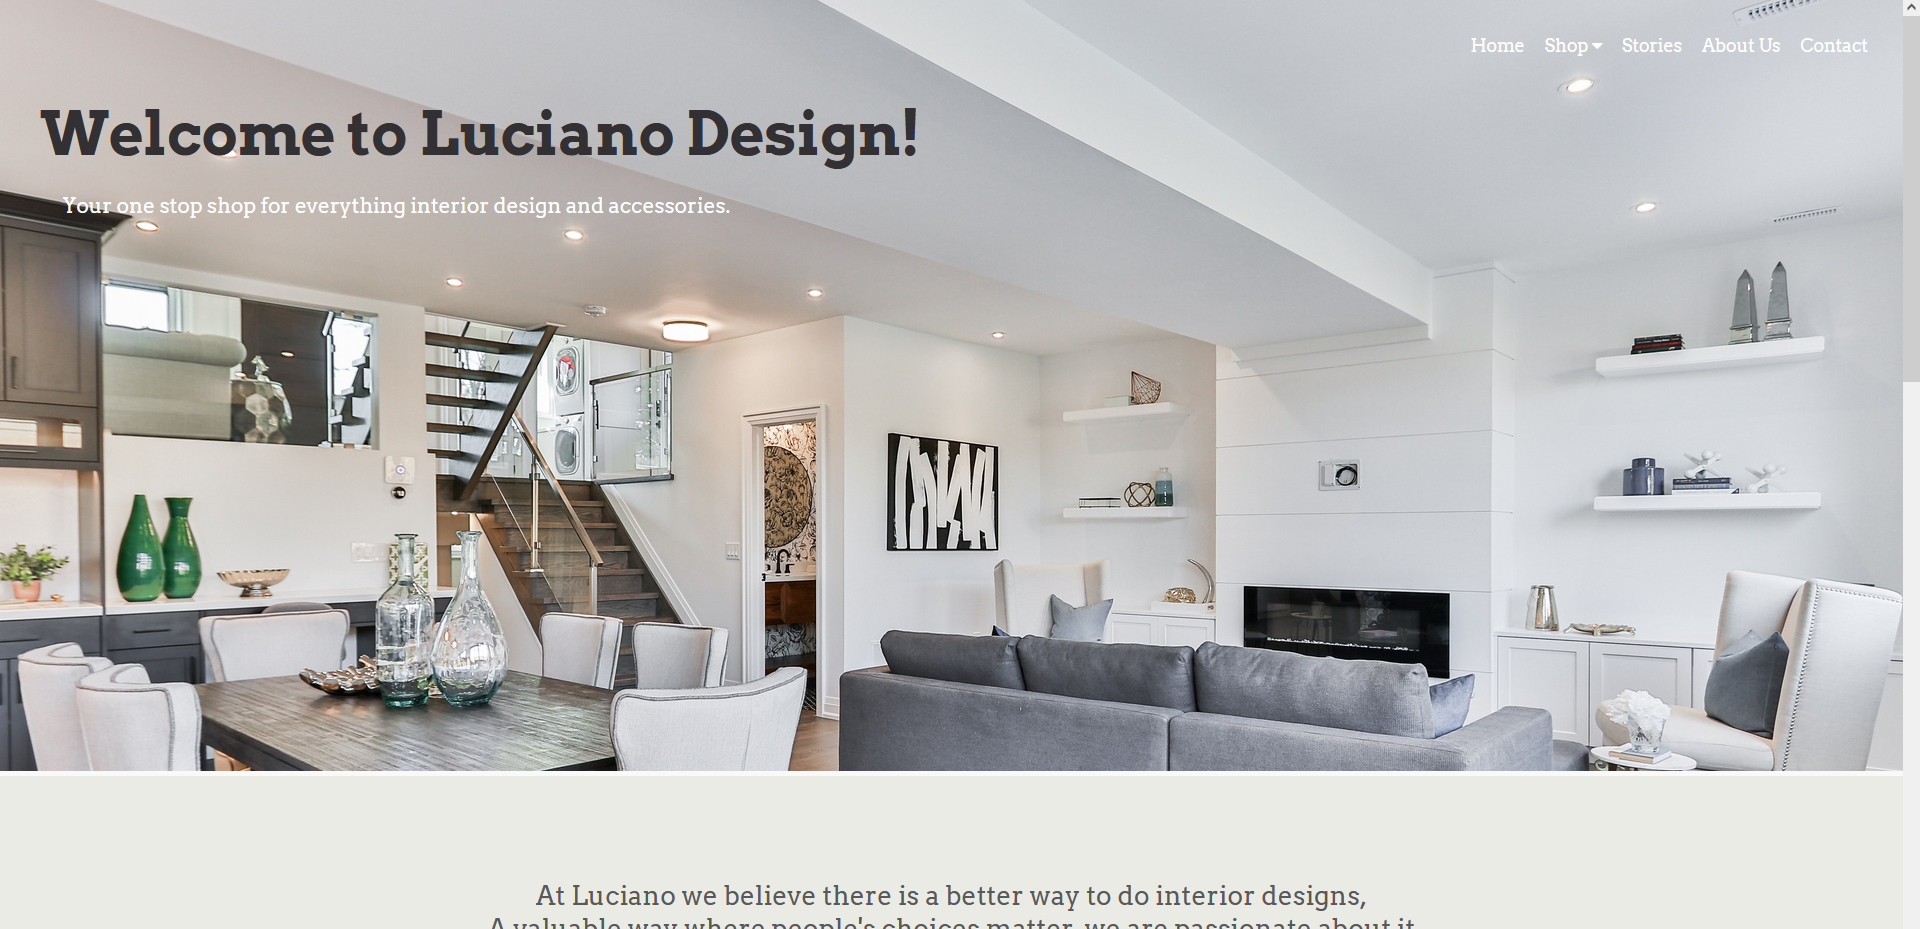 Home Shop Stories About Us Contact
Welcome to Luciano Design!
Your one stop shop for everything interior design and accessories.
At Luciano we believe there is a better way to do interior designs,
A valuable way where people's choices matter, we are passionate about it